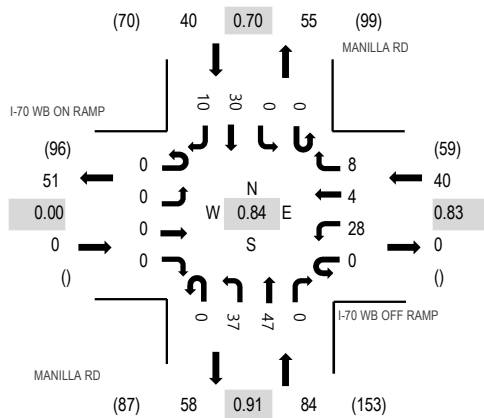 (70) 40 0.70 55 (99)
MANILLA RD
I-70 WB ON RAMP
10 30 0 0
(96) 0 8 (59)
51 0 4 40
N
0.00 0 W 0.84 E 28 0.83
S
0 0 0 0
() ()
0 37 47 0
I-70 WB OFF RAMP
MANILLA RD
(87) 58 0.91 84 (153)